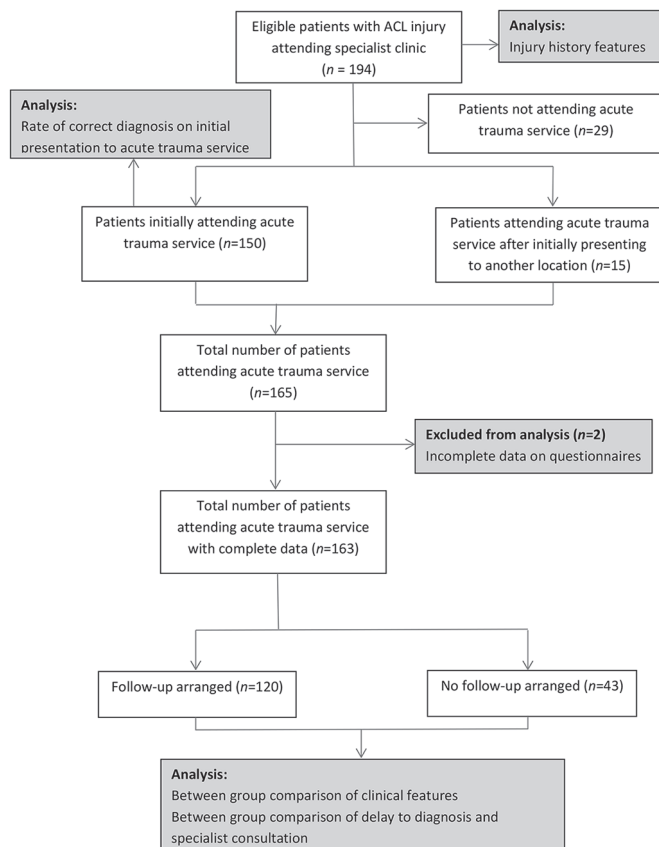 Eligible patients with ACL injury
attending specialist clinic
(n = 194)
Analysis:
Injury history features
Analysis:
Rate of correct diagnosis on initial
presentation to acute trauma service
Patients not attending acute
trauma service (n=29)
Patients initially attending acute
trauma service (n=150)
Patients attending acute trauma
service after initially presenting
to another location (n=15)
Total number of patients
attending acute trauma service
(n=165)
Excluded from analysis (n=2)
Incomplete data on questionnaires
Total number of patients
attending acute trauma service
with complete data (n=163)
Follow-up arranged (n=120)
No follow-up arranged (n=43)
Analysis:
Between group comparison of clinical features
Between group comparison of delay to diagnosis and
specialist consultation